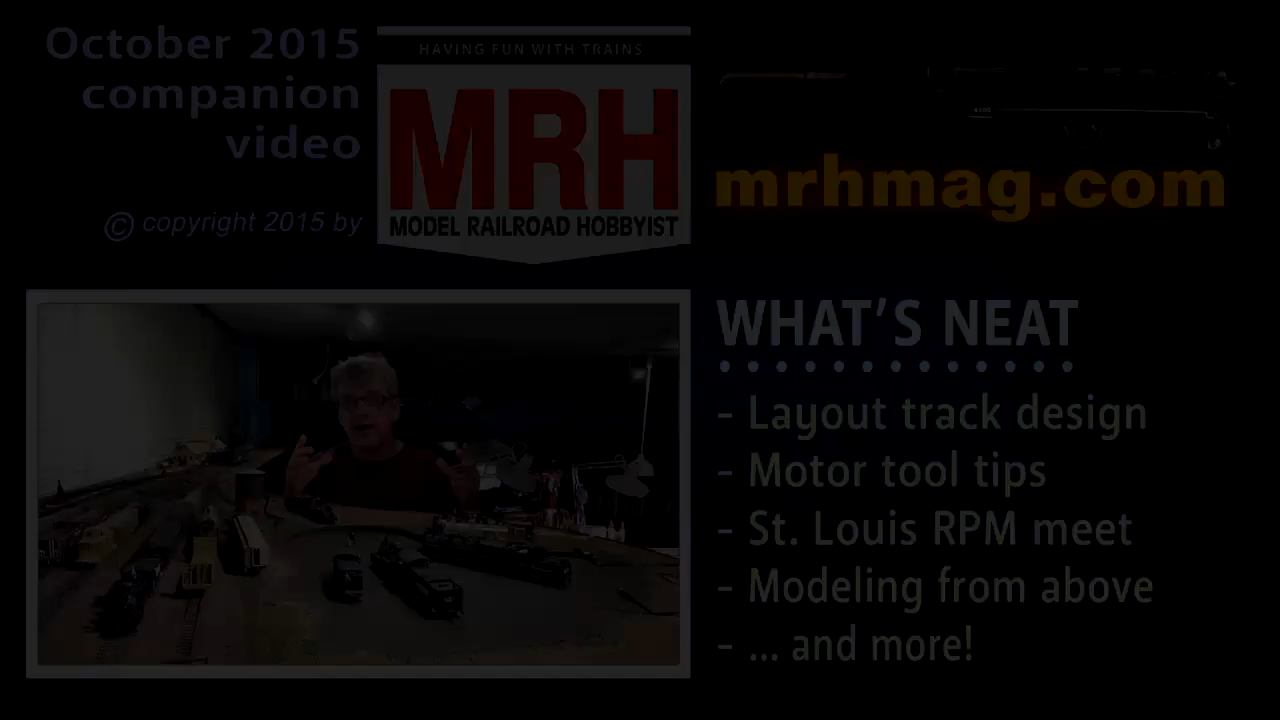 October 2015
companion
video
© copyright 2015 by
HAVING FUN WITH TRAINS
MRH
MODEL RAILROAD HOBBYIST
mrhmag.com
WHAT'S NEAT
- Layout track design
- Motor tool tips
- St. Louis RPM meet
- Modeling from above
- ... and more!